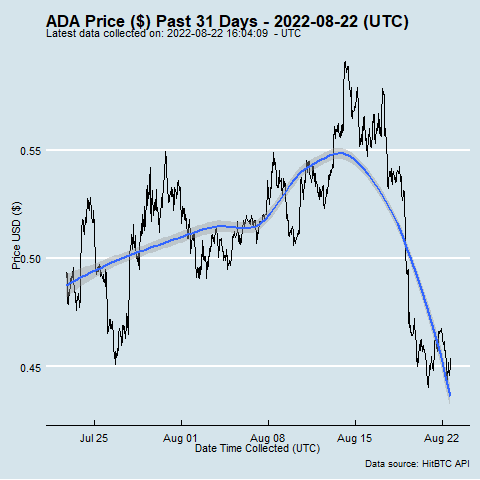 ADA Price ($) Past 31 Days - 2022-08-22 (UTC)
Latest data collected on: 2022-08-22 16:04:09 - UTC
0.55
0.50
0.45
Price USD ($)
Jul 25 Aug 01 Aug 08 Aug 15 Aug 22
Date Time Collected (UTC)
Data source: HitBTC API